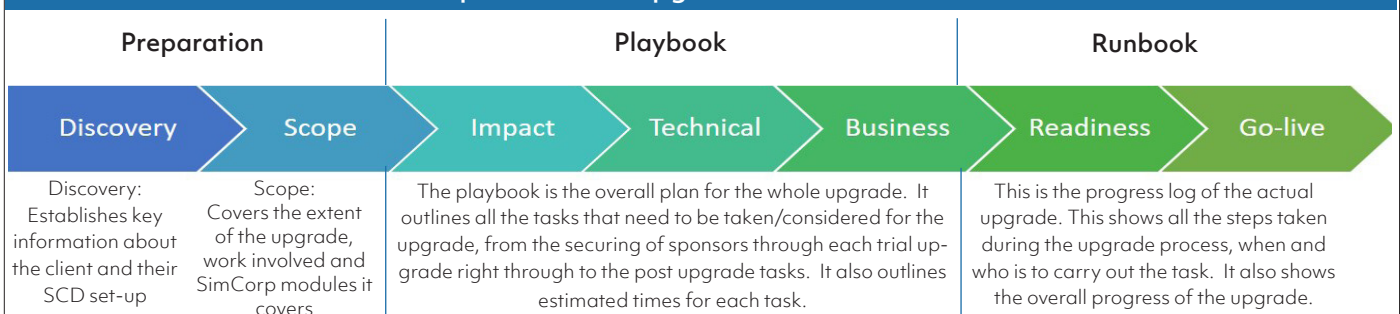 Preparation
Playbook
Runbook
Discovery
Scope
Impact
Technical
Business
Readiness
Go-live
Discovery:
Establishes key
information about
the client and their
SCD set-up
Scope:
Covers the extent
of the upgrade,
work involved and
SimCorp modules it
covers
The playbook is the overall plan for the whole upgrade. It
outlines all the tasks that need to be taken/considered for the
upgrade, from the securing of sponsors through each trial up-
grade right through to the post upgrade tasks. It also outlines
estimated times for each task.
This is the progress log of the actual
upgrade. This shows all the steps taken
during the upgrade process, when and
who is to carry out the task. It also shows
the overall progress of the upgrade.